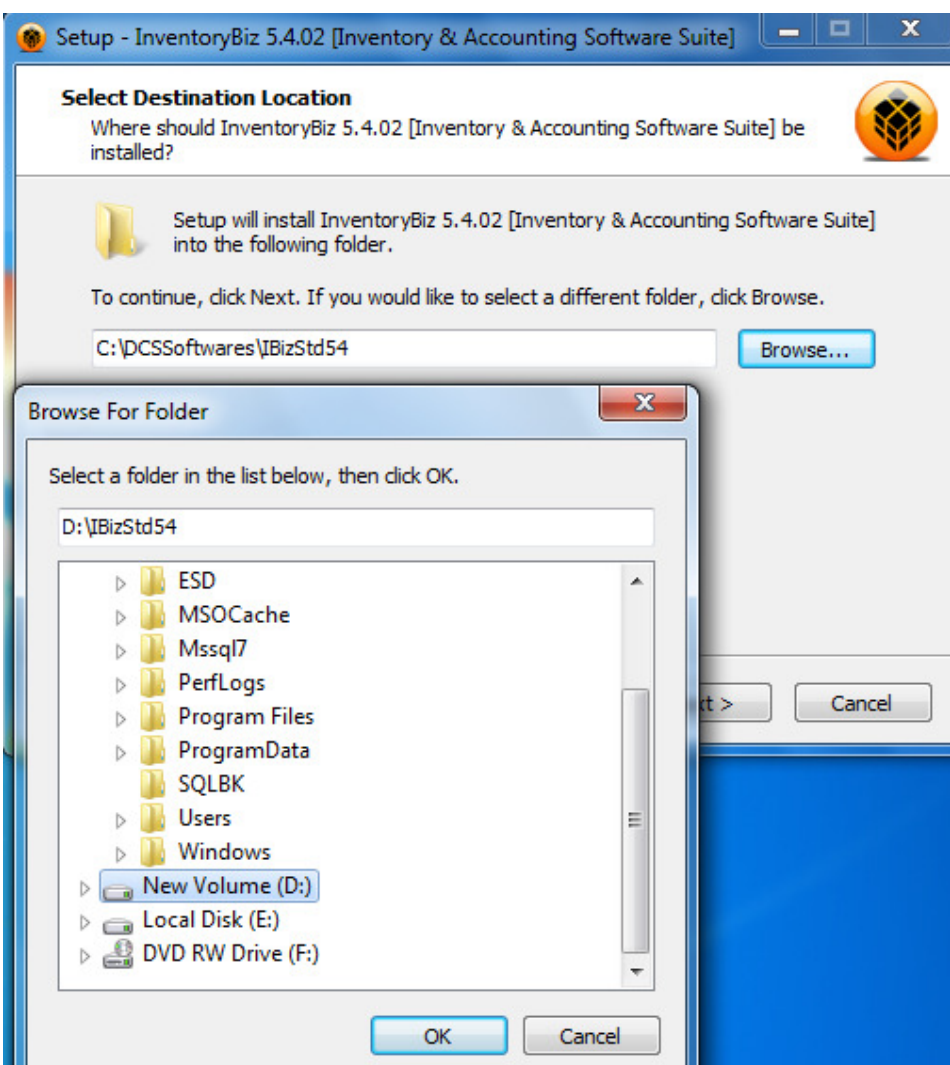 Setup - InventoryBiz 5.4.02 [Inventory & Accounting Software Suite]
Select Destination Location
Where should InventoryBiz 5.4.02 [Inventory & Accounting Software Suite] be
installed?
Setup will install InventoryBiz 5.4.02 [Inventory & Accounting Software Suite]
into the following folder.
To continue, click Next. If you would like to select a different folder, click Browse.
C:\DCSSoftwares\IBizStd54
Browse...
Browse For Folder
Select a folder in the list below, then click OK.
D:\IBizStd54
ESD
MSOCache
Mssql7
PerfLogs
Program Files
ProgramData
SQLBK
Users
Windows
New Volume (D:)
Local Disk (E:)
DVD RW Drive (F:)
OK
Cancel
xt >
Cancel